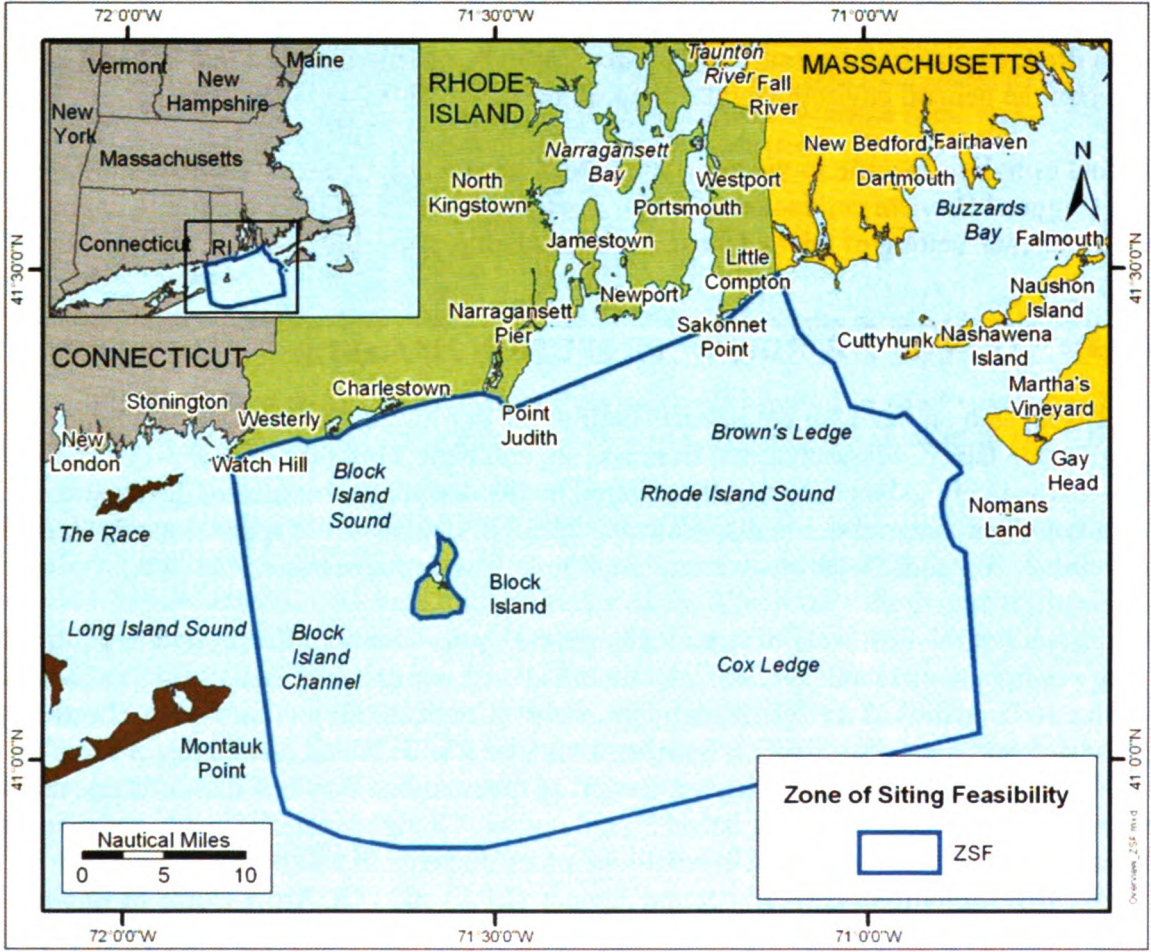 72°0'0"W
71°30'0"W
71°0'0"W
Vermont
New
Hampshire
Maine
New
York
Massachusetts
Connecticut
RI
RHODE
ISLAND
Taunton
River
Fall
River
MASSACHUSETTS
New Bedford
Fairhaven
N
Narragansett
Bay
Westport
Dartmouth
North
Kingstown
Portsmouth
Buzzards
Bay
Jamestown
Falmouth
Little
Compton
41°30'0"N
41°30'0"N
Newport
Naushon
Island
Narragansett
Pier
Sakonnet
Point
Cuttyhunk
Nashawena
Island
CONNECTICUT
Charlestown
Martha's
Vineyard
Stonington
Westerly
Point
Judith
Brown's Ledge
New
London
Watch Hill
Block
Island
Sound
Gay
Head
Rhode Island Sound
Nomans
Land
The Race
Block
Island
Long Island Sound
Block
Island
Channel
Cox Ledge
Montauk
Point
41°0'0"N
41°0'0"N
Zone of Siting Feasibility
ZSF
Nautical Miles
0
5
10
Overview_ZSF.mxd
72°0'0"W
71°30'0"W
71°0'0"W